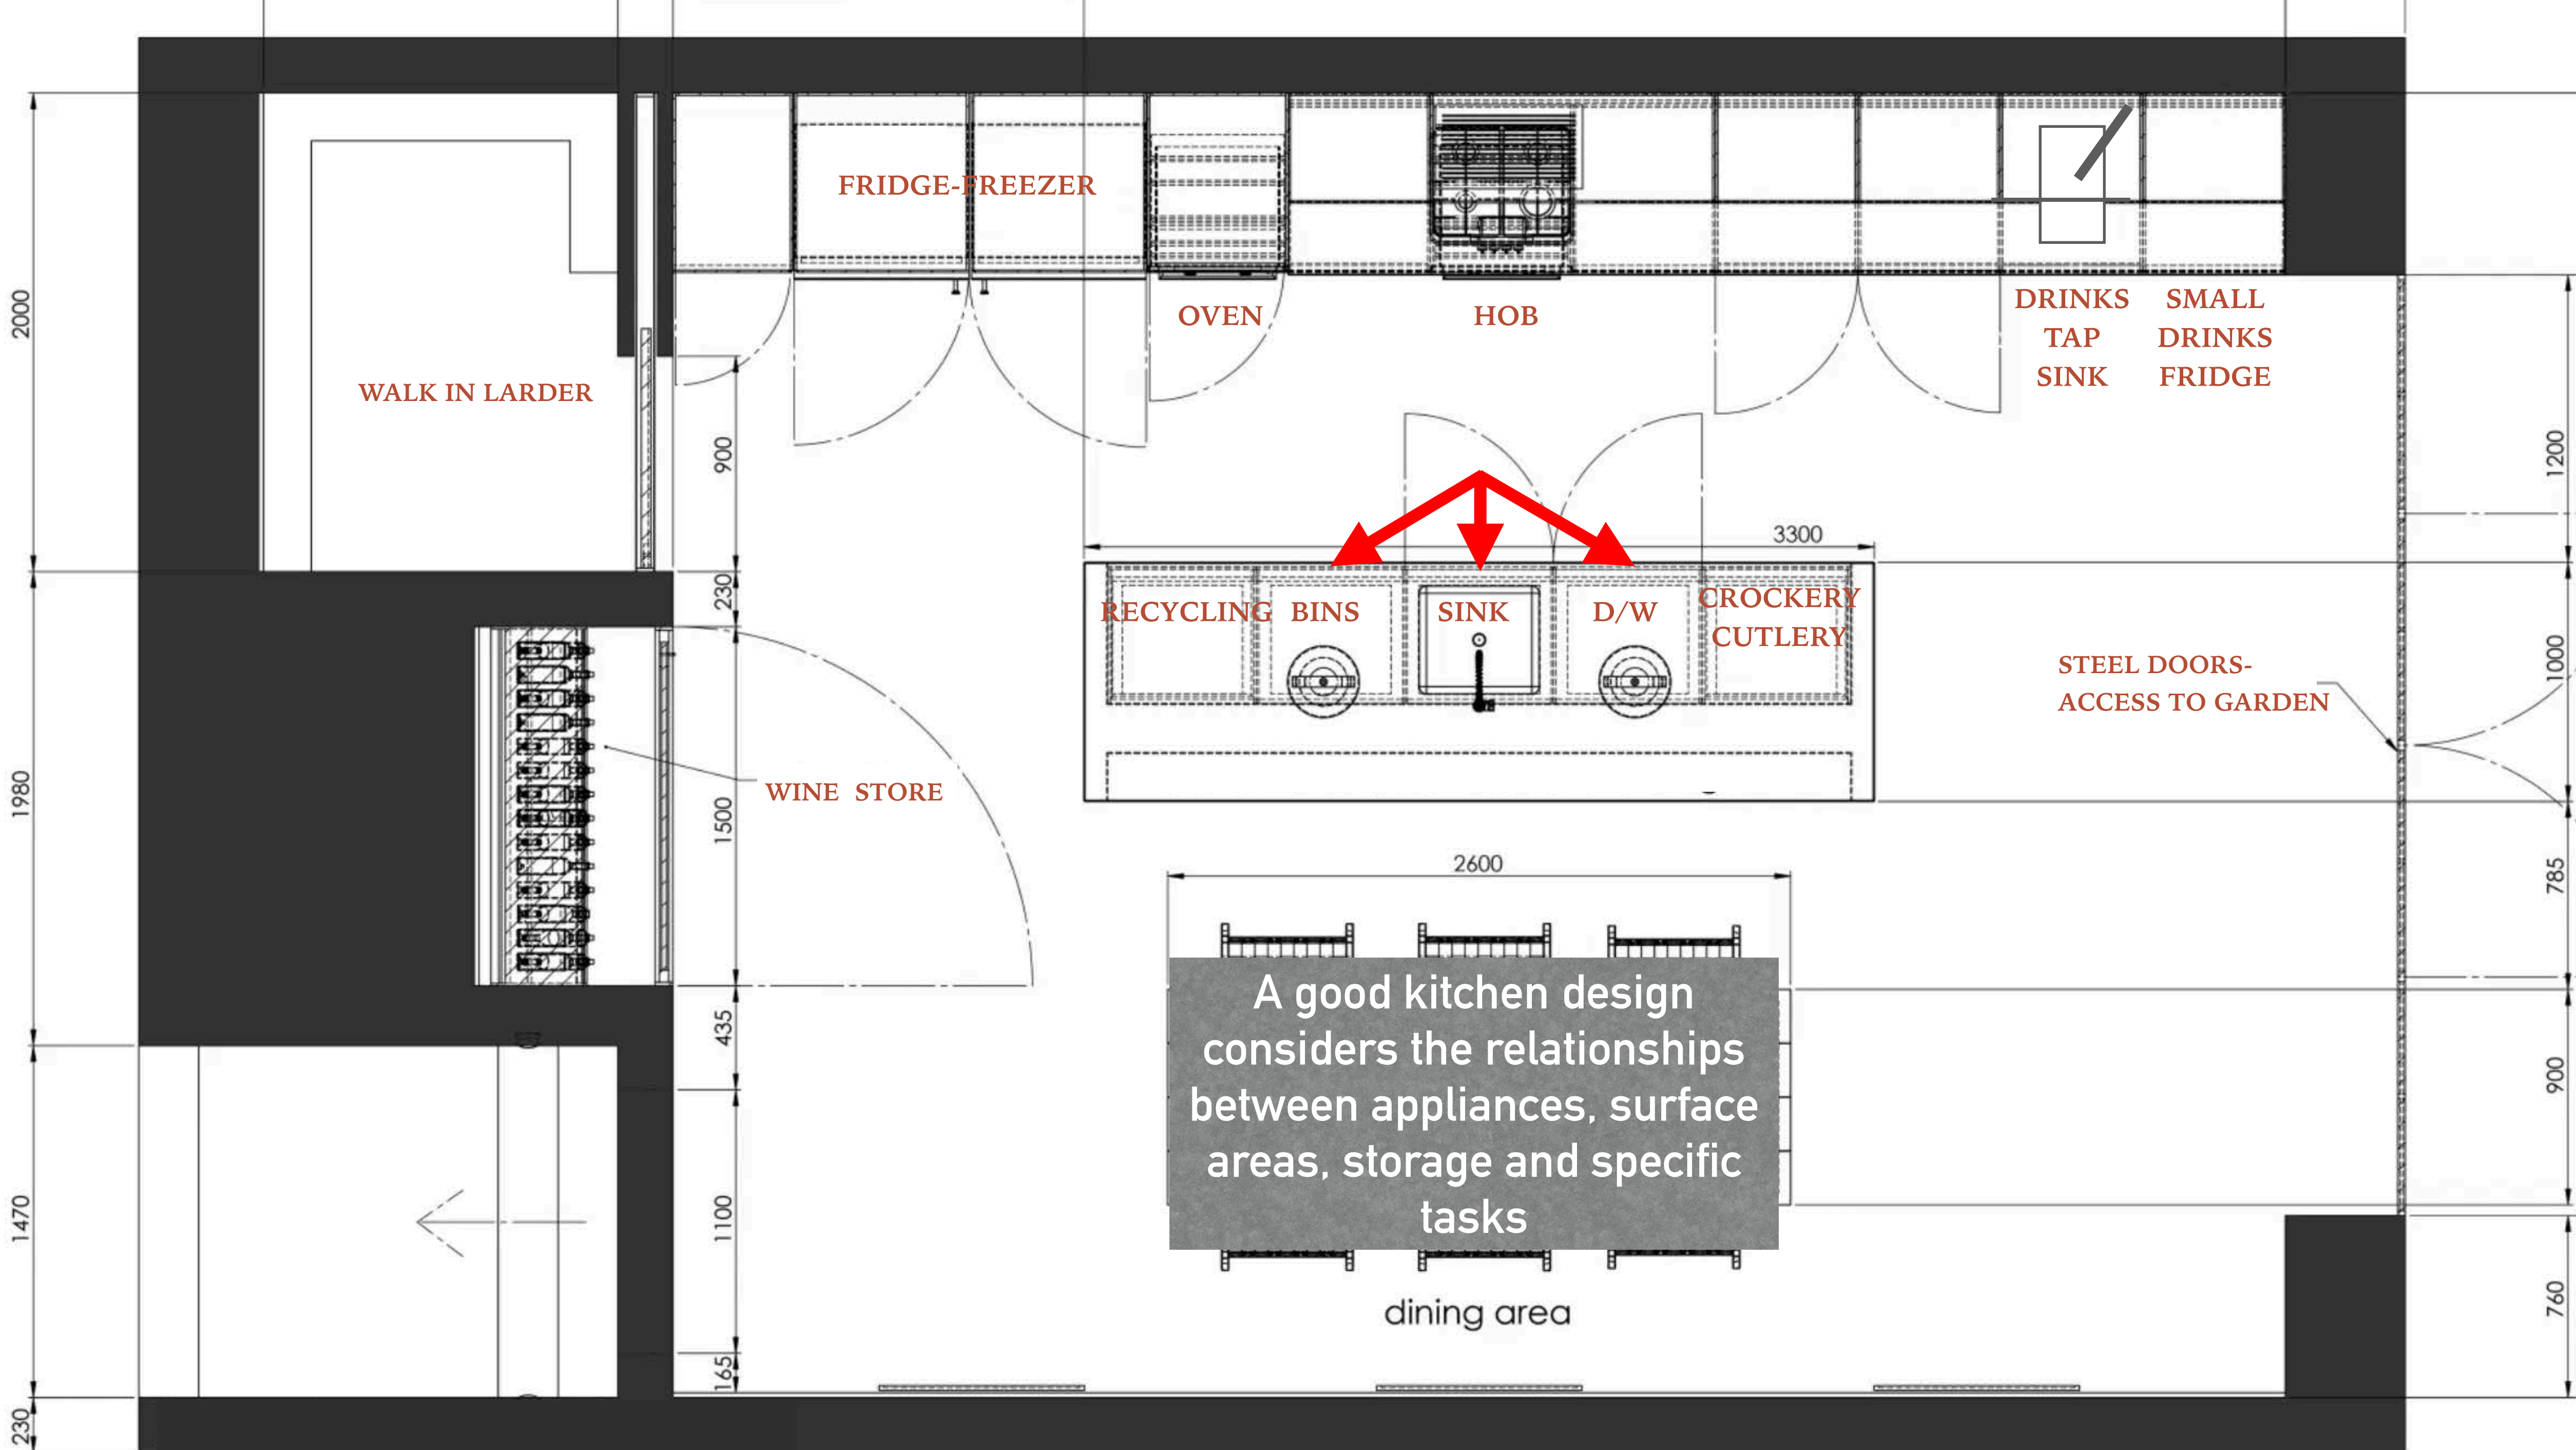 FRIDGE-FREEZER
OVEN
HOB
DRINKS
TAP
SINK
SMALL
DRINKS
FRIDGE
WALK IN LARDER
2000
900
1200
3300
230
RECYCLING
BINS
SINK
D/W
CROCKERY
CUTLERY
STEEL DOORS-
ACCESS TO GARDEN
1000
WINE STORE
1980
1500
785
2600
A good kitchen design
considers the relationships
between appliances, surface
areas, storage and specific
tasks
435
900
1470
1100
760
dining area
165
230